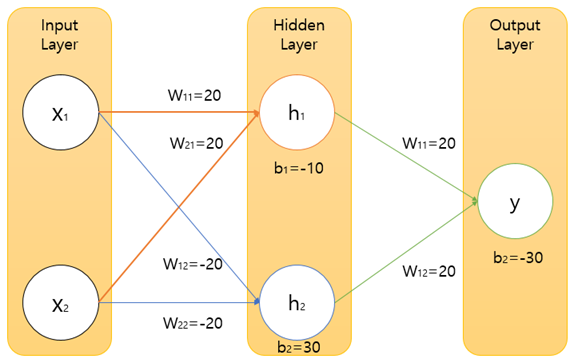 Input
Layer
Hidden
Layer
Output
Layer
x₁
W₁₁=20
h₁
W₂₁=20
b₁=-10
W₁₁=20
y
b₂=-30
W₁₂=-20
W₁₂=20
x₂
h₂
W₂₂=-20
b₂=30